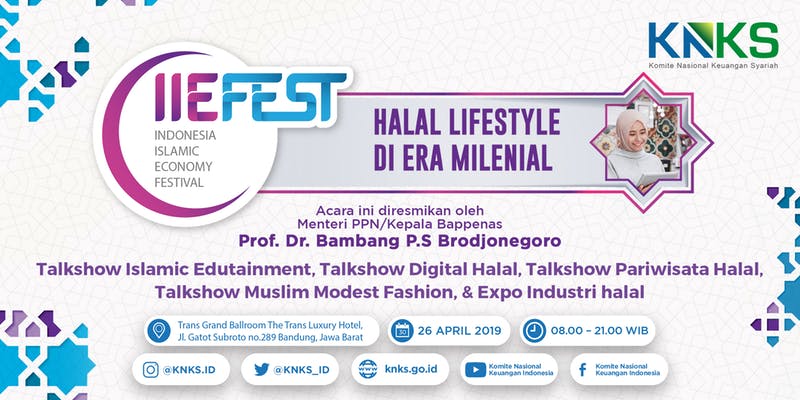 KNKS
Komite Nasional Keuangan Syariah
IIEFEST
INDONESIA
ISLAMIC
ECONOMY
FESTIVAL
HALAL LIFESTYLE
DI ERA MILENIAL
Acara ini diresmikan oleh
Menteri PPN/Kepala Bappenas
Prof. Dr. Bambang P.S Brodjonegoro
Talkshow Islamic Edutainment, Talkshow Digital Halal, Talkshow Pariwisata Halal,
Talkshow Muslim Modest Fashion, & Expo Industri halal
Trans Grand Ballroom The Trans Luxury Hotel,
Jl. Gatot Subroto no.289 Bandung, Jawa Barat
30
26 APRIL 2019
08.00 – 21.00 WIB
@KNKS.ID
@KNKS_ID
www
knks.go.id
Komite Nasional
Keuangan Indonesia
Komite Nasional
Keuangan Indonesia